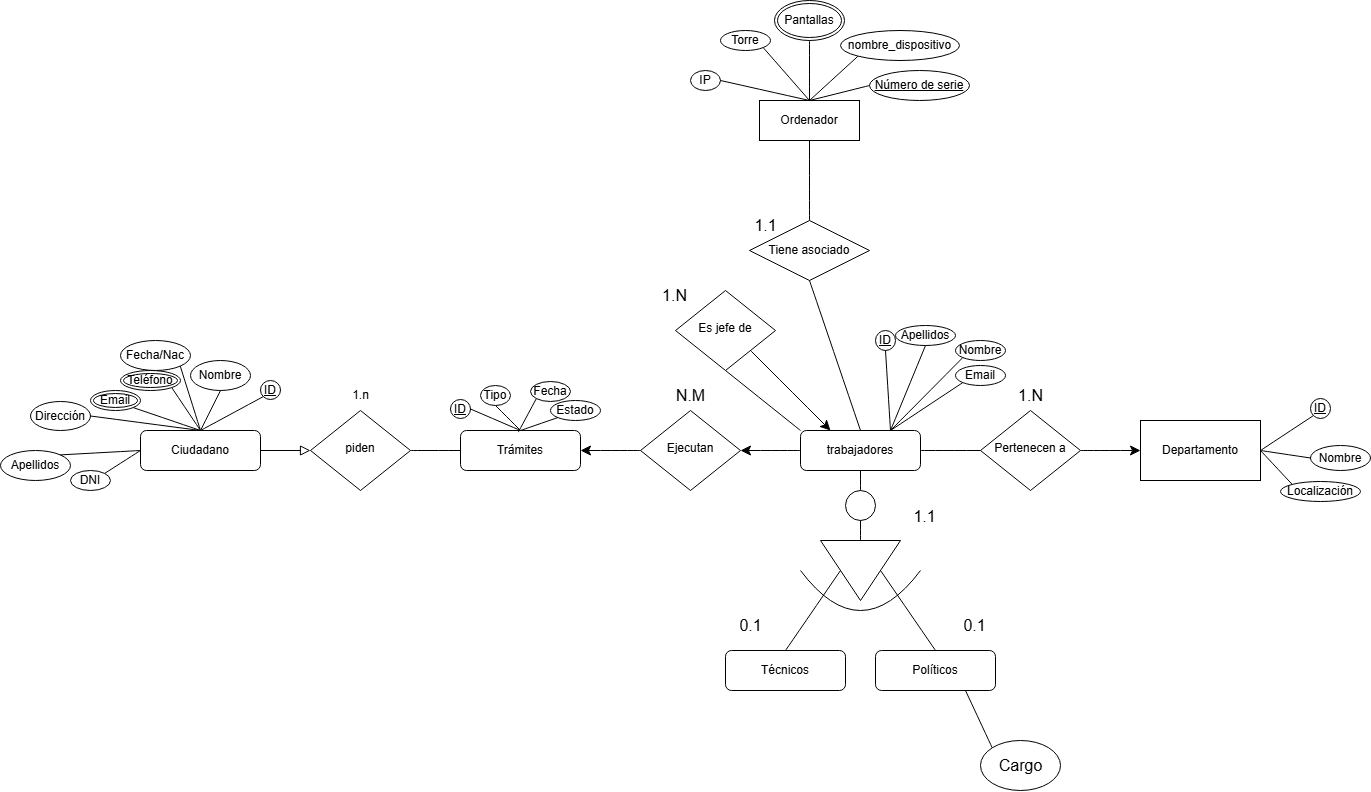 Pantallas
Torre
nombre_dispositivo
IP
Número de serie
Ordenador
1.1
Tiene asociado
1.N
Es jefe de
ID
Apellidos
Nombre
Email
Fecha/Nac
Teléfono
Nombre
ID
Email
Dirección
Apellidos
DNI
Ciudadano
1.n
piden
ID
Tipo
Fecha
Estado
Trámites
N.M
Ejecutan
trabajadores
1.N
Pertenecen a
Departamento
ID
Nombre
Localización
1.1
0.1
0.1
Técnicos
Políticos
Cargo